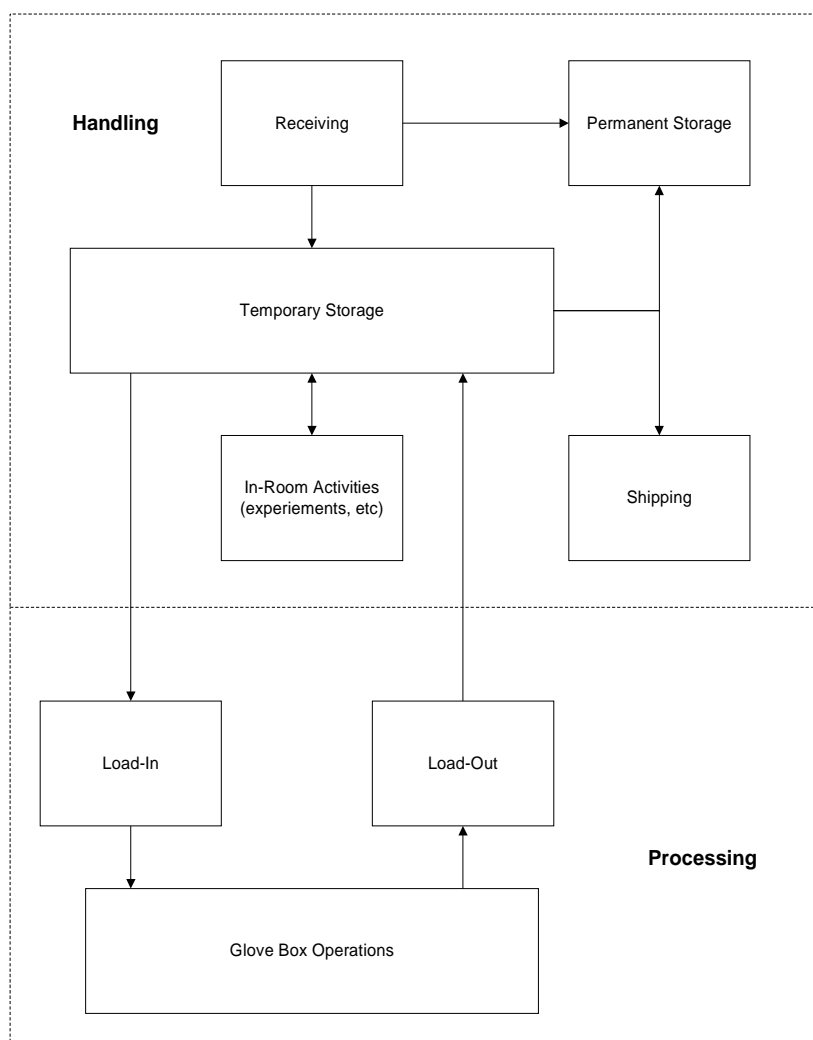 Handling
Receiving
Permanent Storage
Temporary Storage
In-Room Activities
(experiements, etc)
Shipping
Load-In
Load-Out
Processing
Glove Box Operations